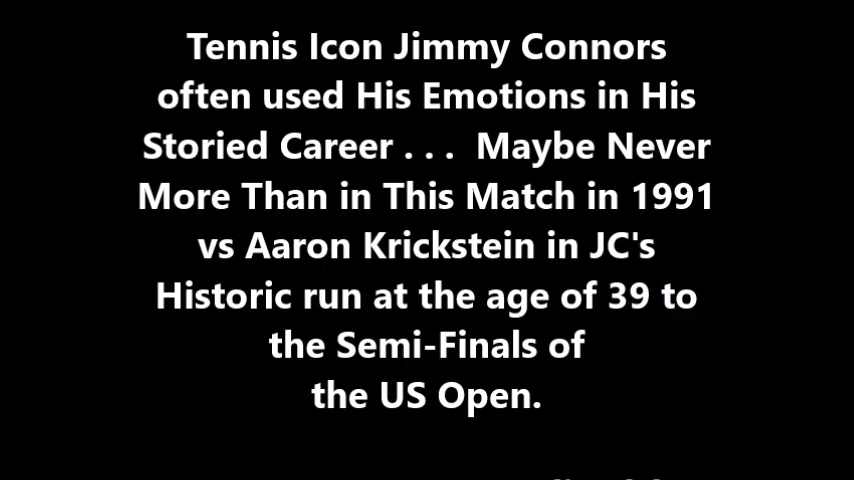 Tennis Icon Jimmy Connors
often used His Emotions in His
Storied Career . . .  Maybe Never
More Than in This Match in 1991
vs Aaron Krickstein in JC's
Historic run at the age of 39 to
the Semi-Finals of
the US Open.